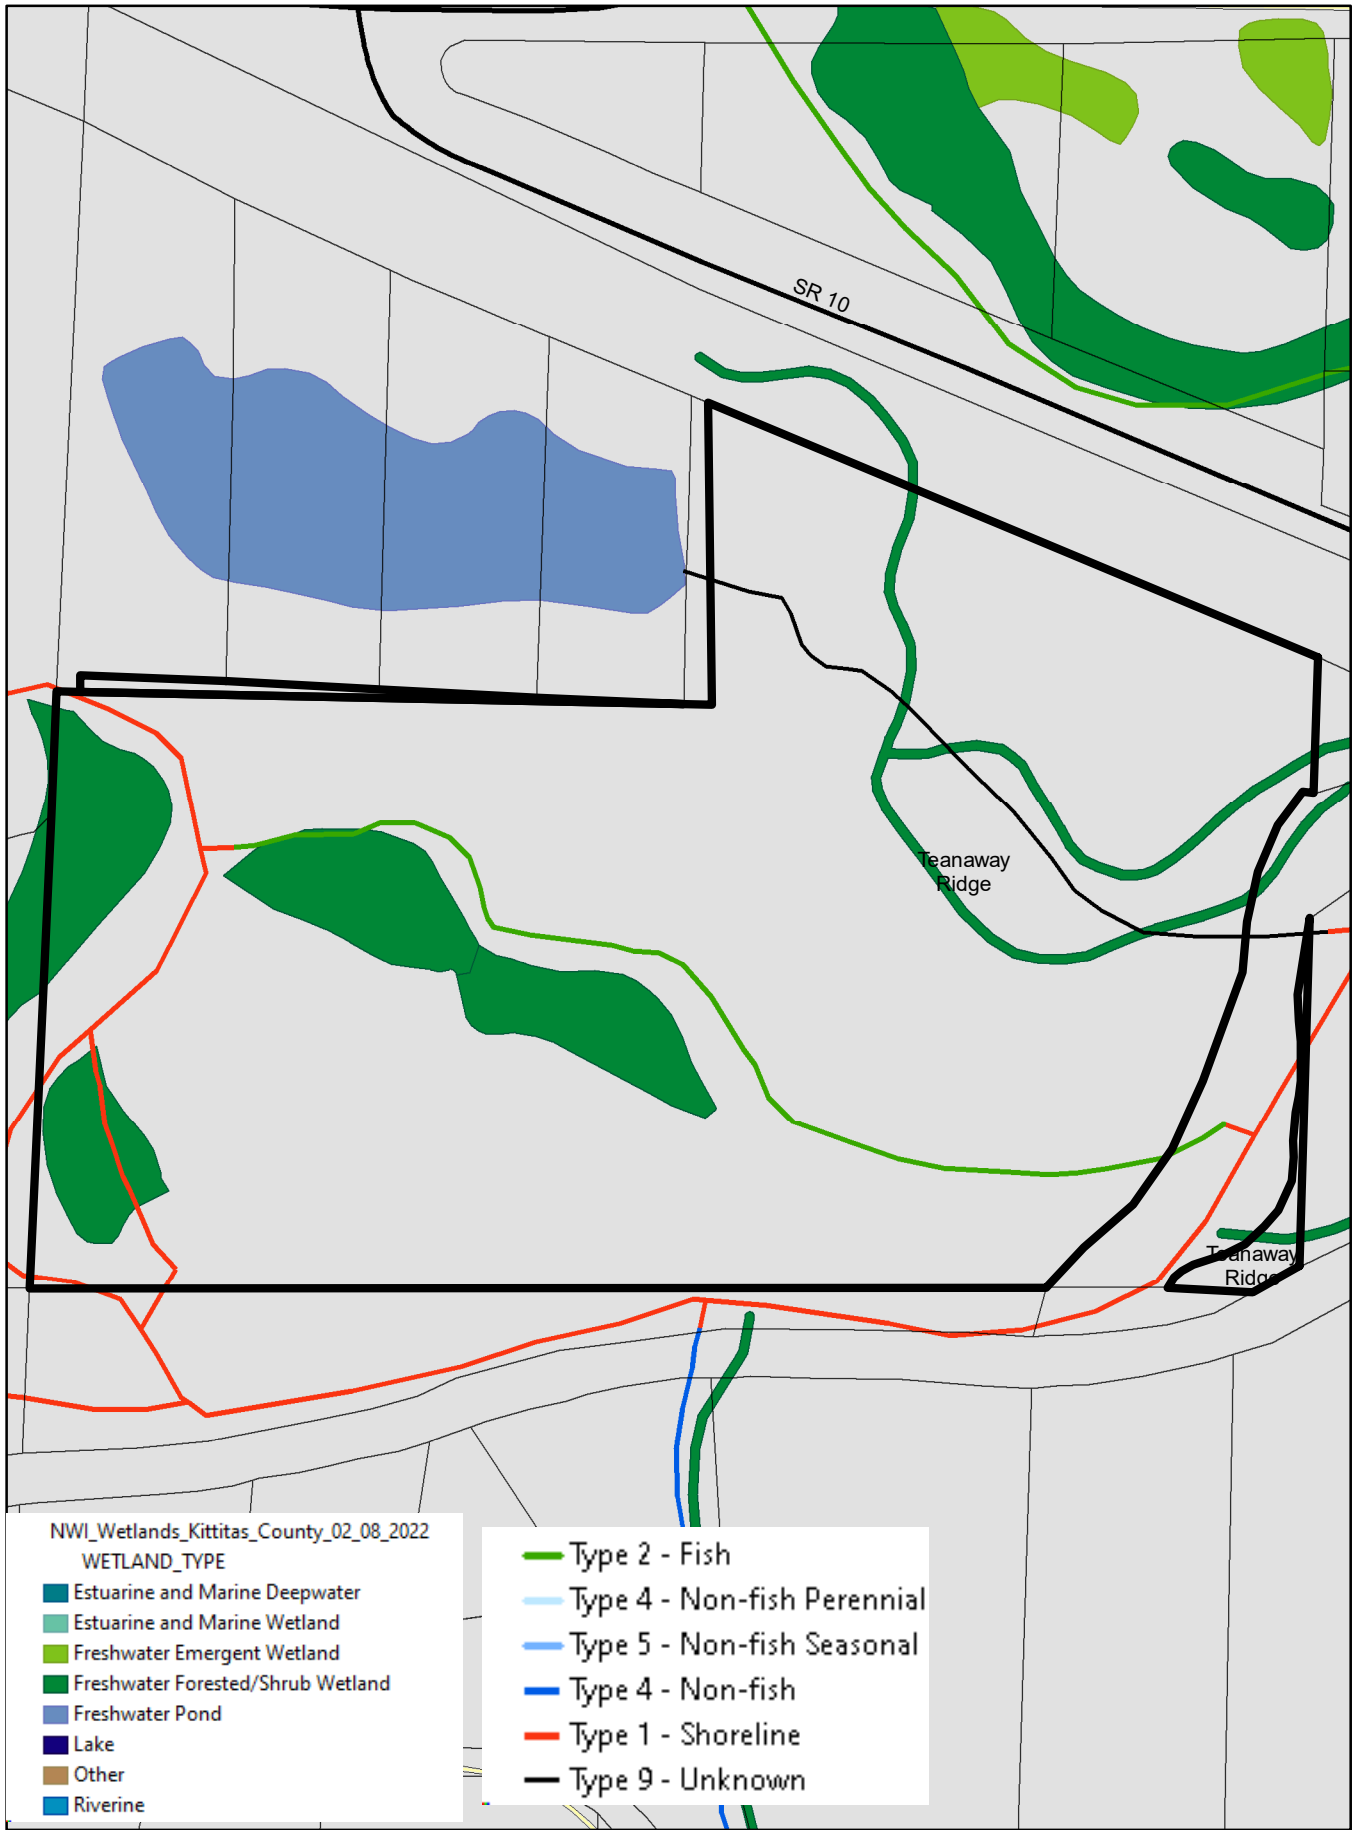 SR 10
Teanaway
Ridge
Teanaway
Ridge
NWI_Wetlands_Kittitas_County_02_08_2022
WETLAND_TYPE
Estuarine and Marine Deepwater
Estuarine and Marine Wetland
Freshwater Emergent Wetland
Freshwater Forested/Shrub Wetland
Freshwater Pond
Lake
Other
Riverine
Type 2 - Fish
Type 4 - Non-fish Perennial
Type 5 - Non-fish Seasonal
Type 4 - Non-fish
Type 1 - Shoreline
Type 9 - Unknown